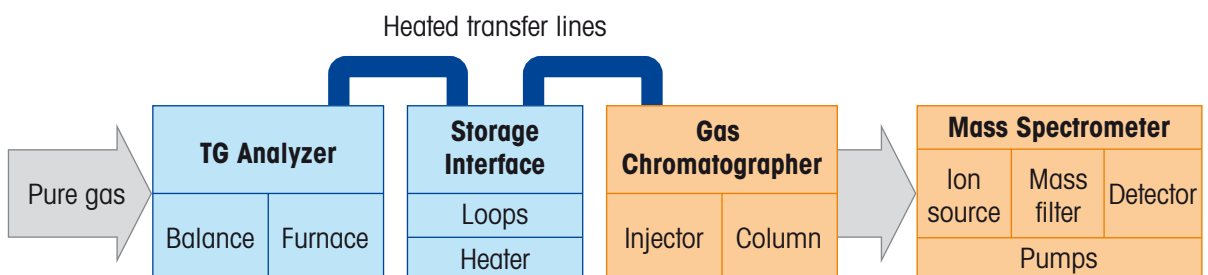 Heated transfer lines
Pure gas
TG Analyzer
Balance
Furnace
Storage
Interface
Loops
Heater
Gas
Chromatographer
Injector
Column
Mass Spectrometer
Ion
source
Mass
filter
Detector
Pumps